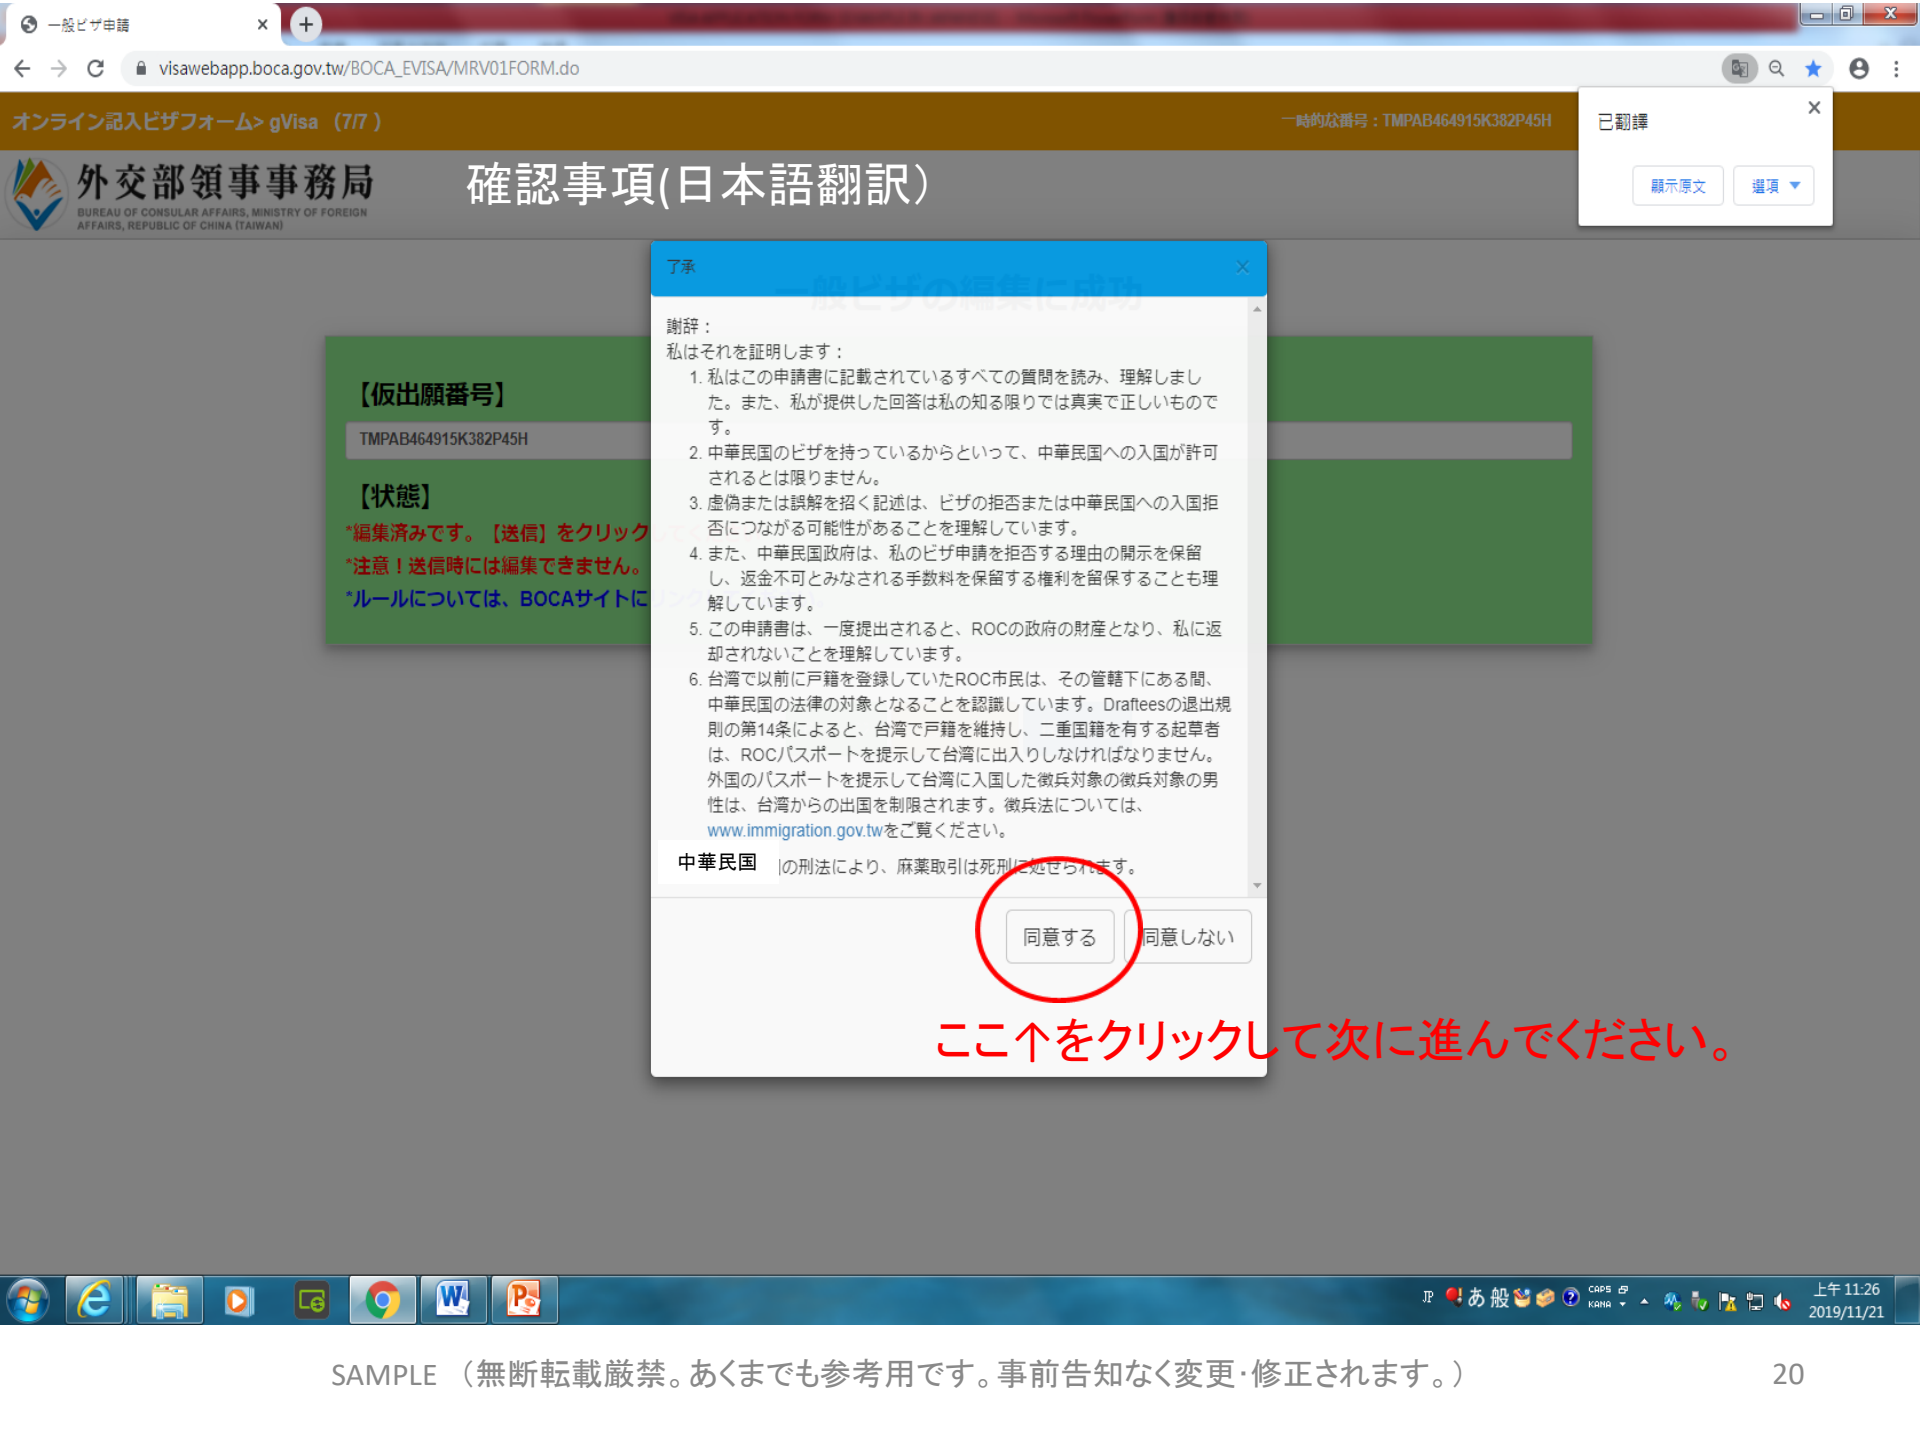 一般ビザ申請
visawebapp.boca.gov.tw/BOCA_EVISA/MRV01FORM.do
オンライン記入ビザフォーム> gVisa （7/7 ）
一時的な番号：TMPAB464915K382P45H
已翻譯
顯示原文
選項
外交部領事事務局
BUREAU OF CONSULAR AFFAIRS, MINISTRY OF FOREIGN
AFFAIRS, REPUBLIC OF CHINA (TAIWAN)
確認事項(日本語翻訳）
了承
一般ビザの編集に成功
謝辞：
私はそれを証明します：
1. 私はこの申請書に記載されているすべての質問を読み、理解しまし
た。また、私が提供した回答は私の知る限りでは真実で正しいもので
す。
2. 中華民国のビザを持っているからといって、中華民国への入国が許可
されるとは限りません。
3. 虚偽または誤解を招く記述は、ビザの拒否または中華民国への入国拒
否につながる可能性があることを理解しています。
4. また、中華民国政府は、私のビザ申請を拒否する理由の開示を保留
し、返金不可とみなされる手数料を保留する権利を留保することも理
解しています。
5. この申請書は、一度提出されると、ROCの政府の財産となり、私に返
却されないことを理解しています。
6. 台湾で以前に戸籍を登録していたROC市民は、その管轄下にある間、
中華民国の法律の対象となることを認識しています。Drafteesの退出規
則の第14条によると、台湾で戸籍を維持し、二重国籍を有する起草者
は、ROCパスポートを提示して台湾に出入りしなければなりません。
外国のパスポートを提示して台湾に入国した徴兵対象の徴兵対象の男
性は、台湾からの出国を制限されます。徴兵法については、
www.immigration.gov.twをご覧ください。
中華民国の刑法により、麻薬取引は死刑に処せられます。
同意する
同意しない
【仮出願番号】
TMPAB464915K382P45H
【状態】
*編集済みです。【送信】をクリック
*注意！送信時には編集できません。
*ルールについては、BOCAサイトに
ここ↑をクリックして次に進んでください。
JP あ 般 CAPS KANA
上午 11:26
2019/11/21
SAMPLE （無断転載厳禁。あくまでも参考用です。事前告知なく変更･修正されます。）
20